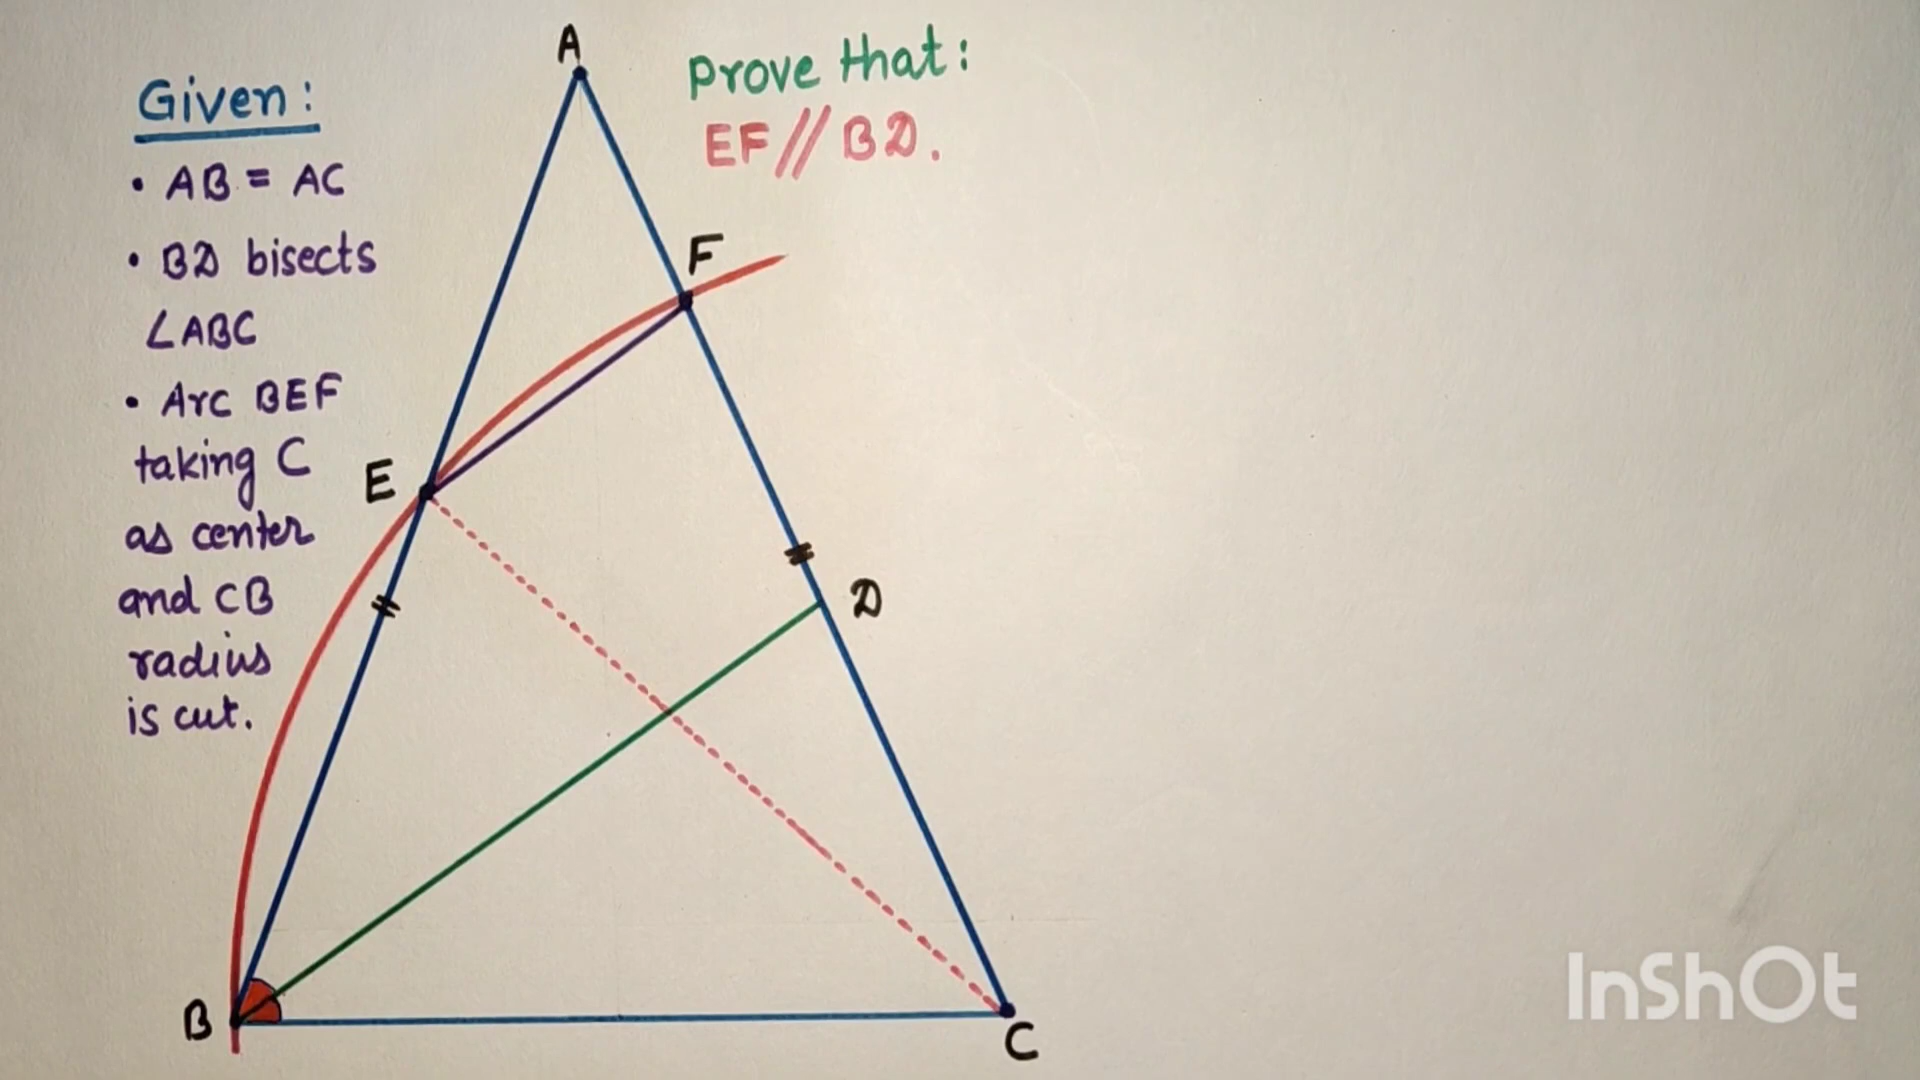 Given:
• AB = AC
• BD bisects
∠ABC
• Arc BEF
taking C
as center
and CB
radius
is cut.
Prove that:
EF // BD.
A
F
E
D
B
C
InShOt